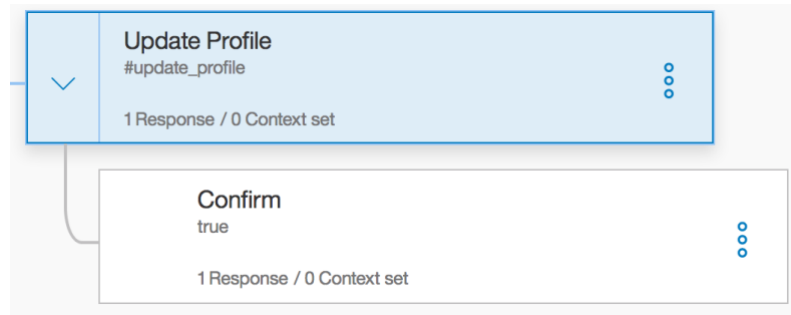 Update Profile
#update_profile
1 Response / 0 Context set
Confirm
true
1 Response / 0 Context set